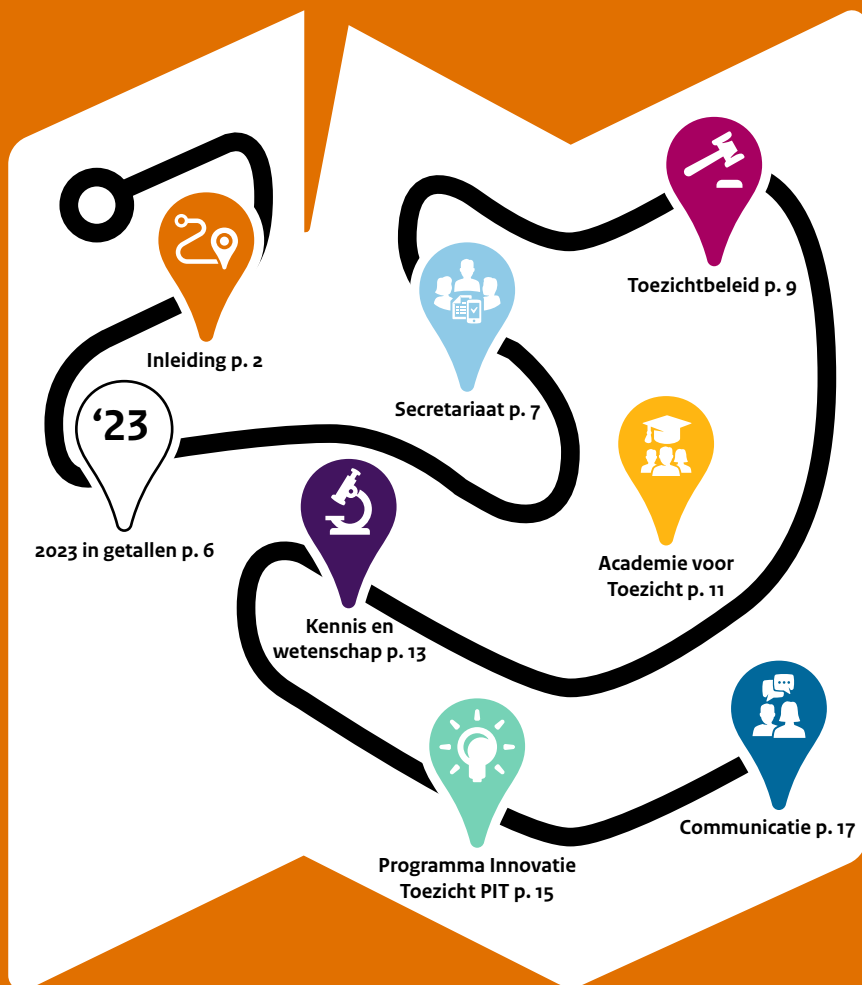 Inleiding p. 2
‘23
2023 in getallen p. 6
Secretariaat p. 7
Toezichtbeleid p. 9
Academie voor
Toezicht p. 11
Kennis en
wetenschap p. 13
Programma Innovatie
Toezicht PIT p. 15
Communicatie p. 17